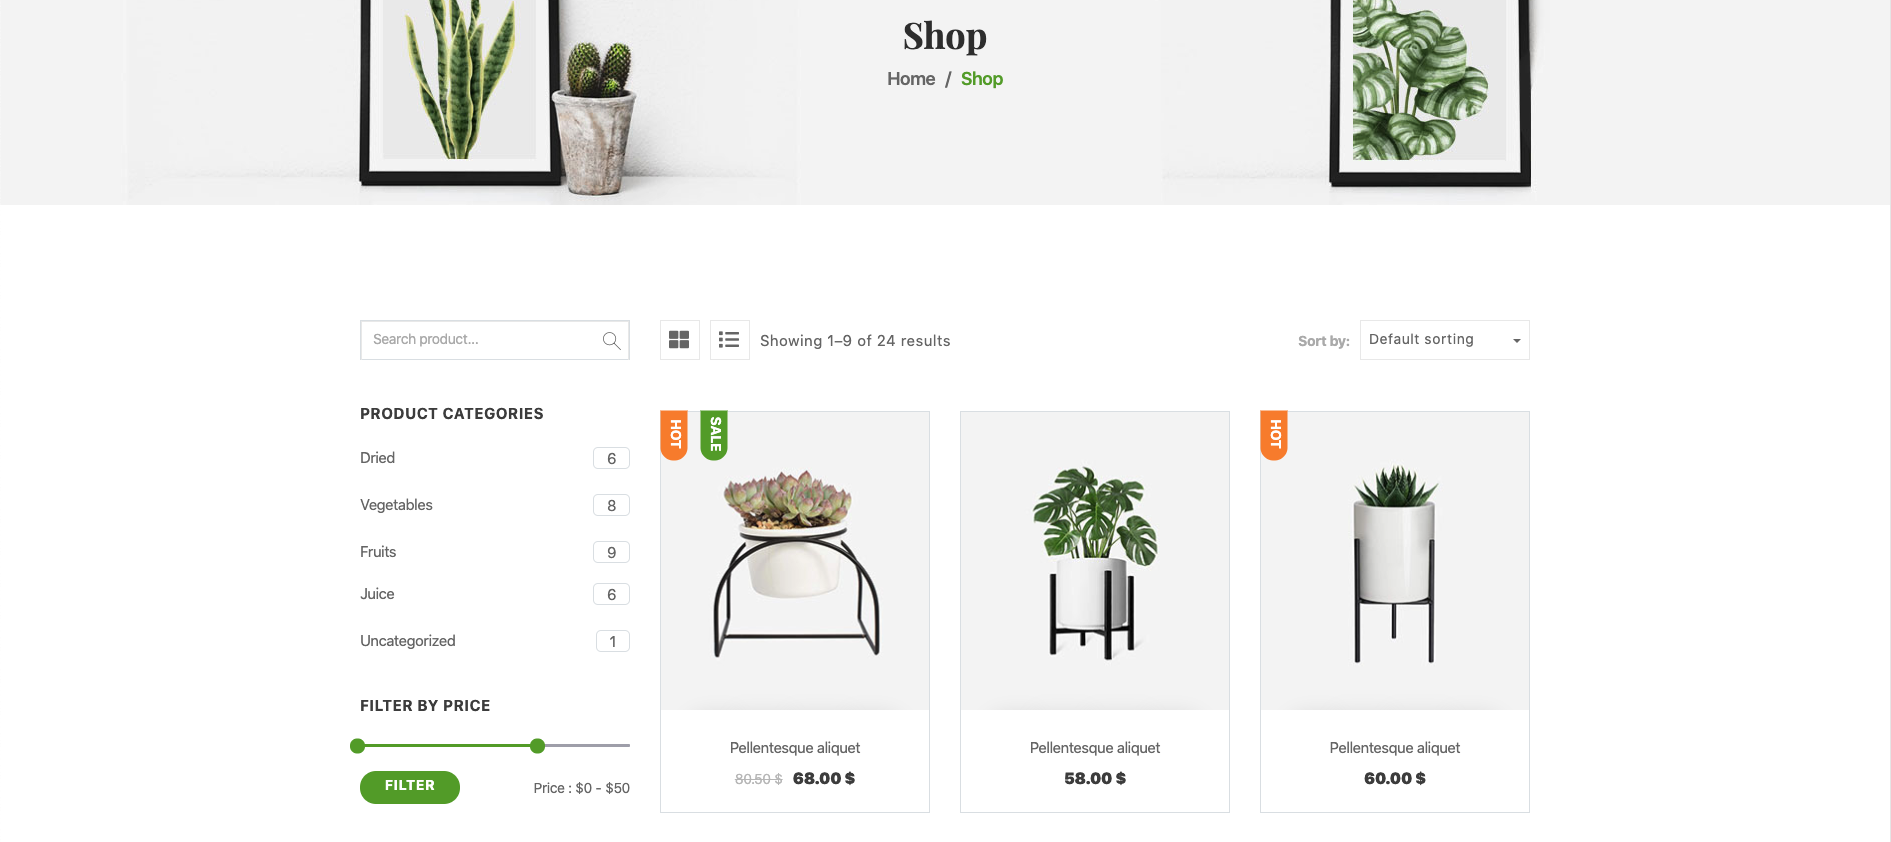 Shop
Home / Shop
Search product...
Showing 1–9 of 24 results
Sort by:
Default sorting
PRODUCT CATEGORIES
Dried 6
Vegetables 8
Fruits 9
Juice 6
Uncategorized 1
FILTER BY PRICE
FILTER
Price : $0 - $50
HOT
SALE
Pellentesque aliquet
80.50 $ 68.00 $
Pellentesque aliquet
58.00 $
HOT
Pellentesque aliquet
60.00 $